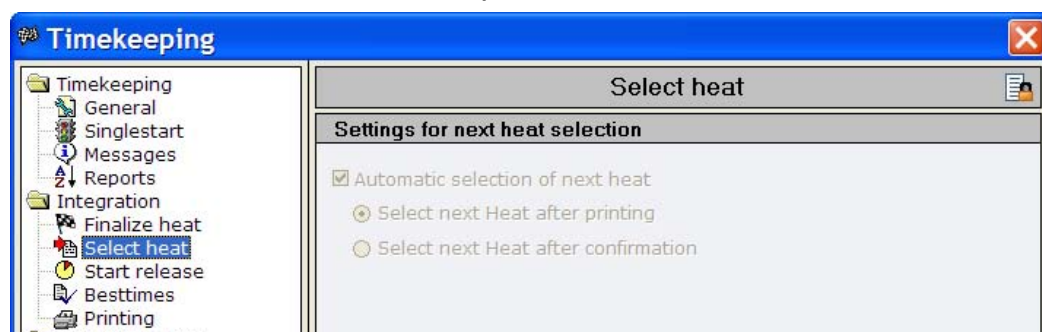 Timekeeping
Timekeeping
General
Singlestart
Messages
Reports
Integration
Finalize heat
Select heat
Start release
Besttimes
Printing
Select heat
Settings for next heat selection
Automatic selection of next heat
Select next Heat after printing
Select next Heat after confirmation